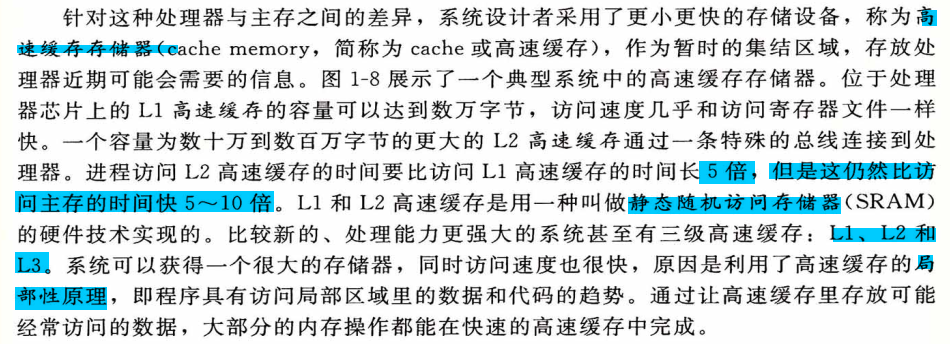 针对这种处理器与主存之间的差异，系统设计者采用了更小更快的存储设备，称为高
速缓存存储器(cache memory，简称为 cache 或高速缓存)，作为暂时的集结区域，存放处
理器近期可能会需要的信息。图 1-8 展示了一个典型系统中的高速缓存存储器。位于处理
器芯片上的 L1 高速缓存的容量可以达到数万字节，访问速度几乎和访问寄存器文件一样
快。一个容量为数十万到数百万字节的更大的 L2 高速缓存通过一条特殊的总线连接到处
理器。进程访问 L2 高速缓存的时间要比访问 L1 高速缓存的时间长 5 倍，但是这仍然比访
问主存的时间快 5～10 倍。L1 和 L2 高速缓存是用一种叫做静态随机访问存储器(SRAM)
的硬件技术实现的。比较新的、处理能力更强大的系统甚至有三级高速缓存：L1、L2 和
L3。系统可以获得一个很大的存储器，同时访问速度也很快，原因是利用了高速缓存的局
部性原理，即程序具有访问局部区域里的数据和代码的趋势。通过让高速缓存里存放可能
经常访问的数据，大部分的内存操作都能在快速的高速缓存中完成。